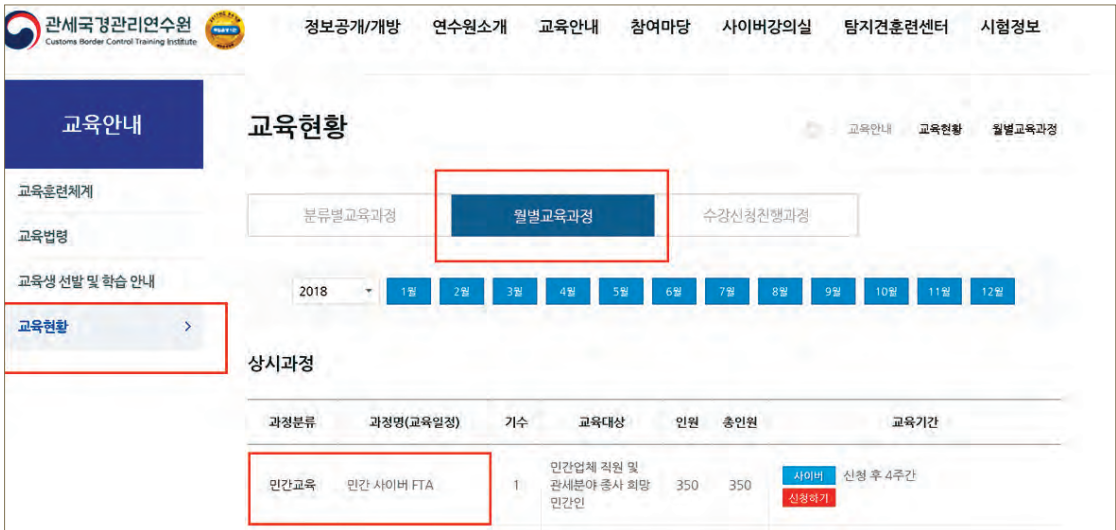 관세국경관리연수원
Customs Border Control Training Institute
정보공개/개방 연수원소개 교육안내 참여마당 사이버강의실 탐지견훈련센터 시험정보
교육안내
교육훈련체계
교육법령
교육생 선발 및 학습 안내
교육현황 >
교육현황
교육안내 교육현황 월별교육과정
분류별교육과정 월별교육과정 수강신청진행과정
2018 1월 2월 3월 4월 5월 6월 7월 8월 9월 10월 11월 12월
상시과정
과정분류 과정명(교육일정) 기수 교육대상 인원 총인원 교육기간
민간교육 민간 사이버 FTA 1 민간업체 직원 및 350 350 사이버 신청 후 4주간
관세분야 종사 희망 신청하기
민간인